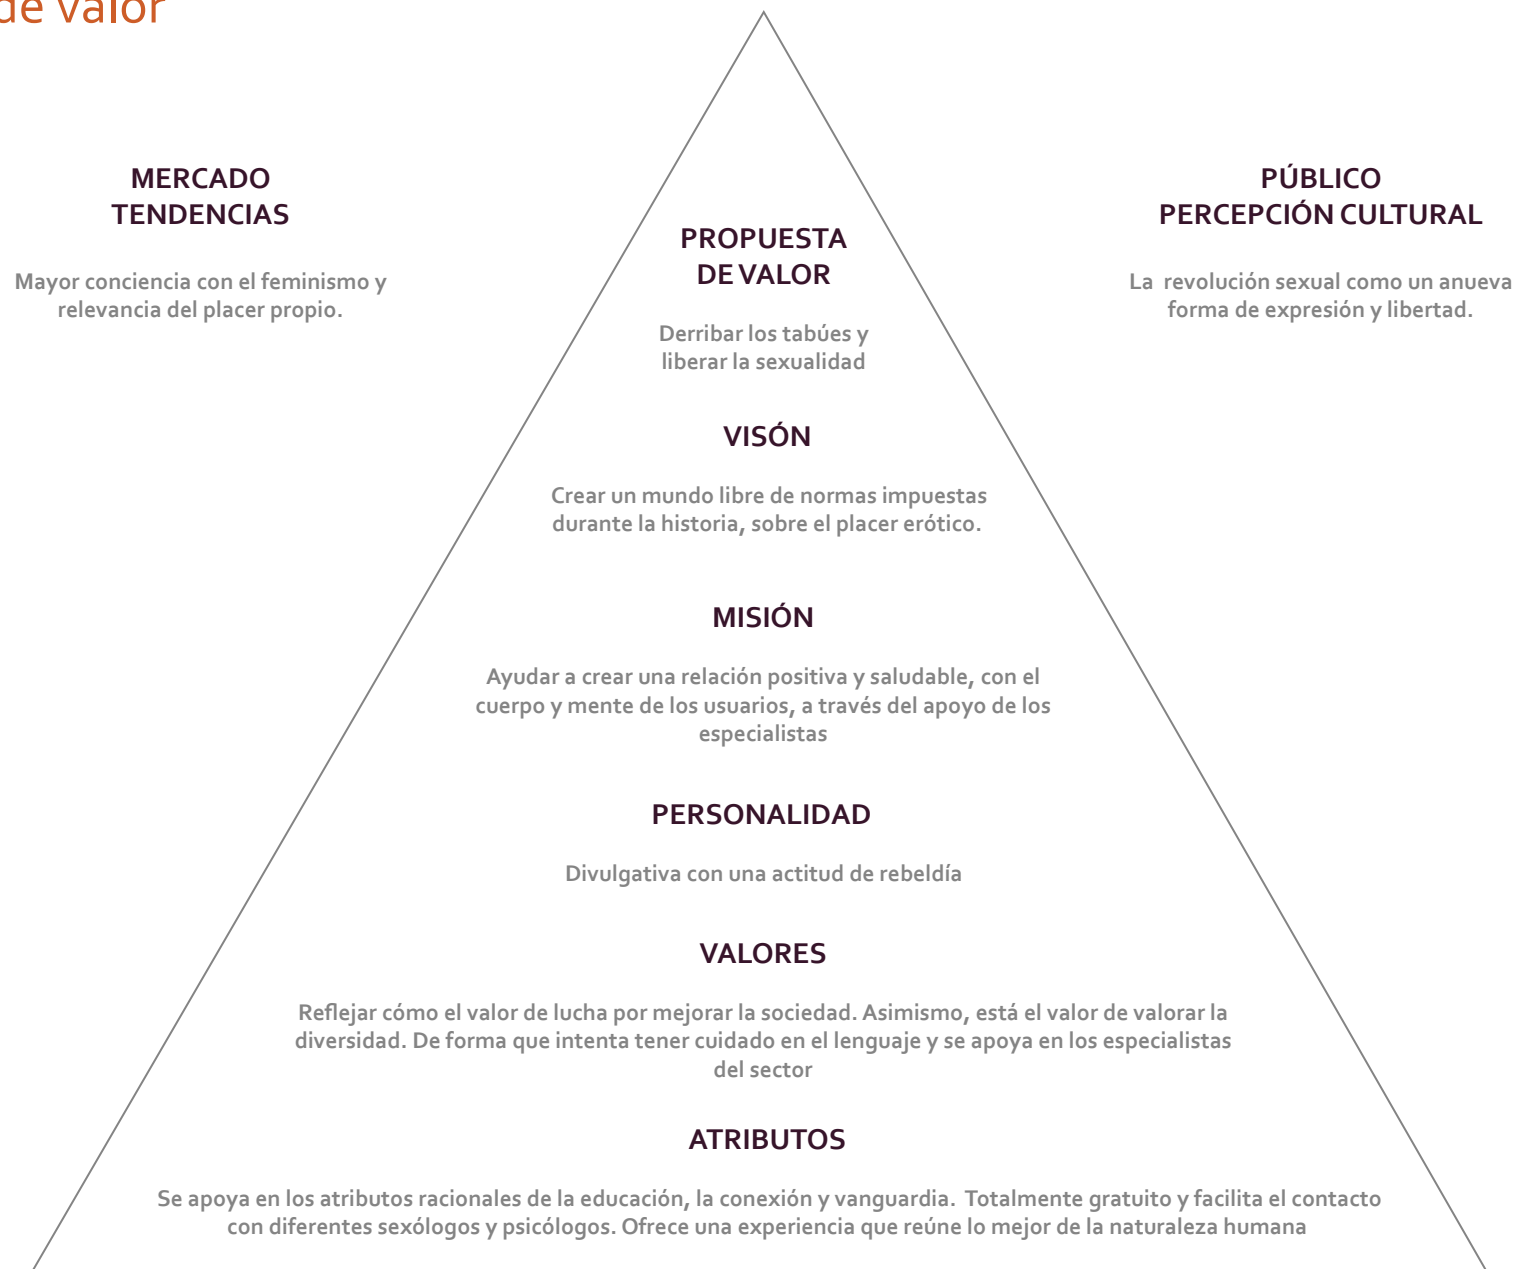 de valor
MERCADO
TENDENCIAS
Mayor conciencia con el feminismo y
relevancia del placer propio.
PÚBLICO
PERCEPCIÓN CULTURAL
La  revolución sexual como un anueva
forma de expresión y libertad.
PROPUESTA
DE VALOR
Derribar los tabúes y
liberar la sexualidad
VISÓN
Crear un mundo libre de normas impuestas
durante la historia, sobre el placer erótico.
MISIÓN
Ayudar a crear una relación positiva y saludable, con el
cuerpo y mente de los usuarios, a través del apoyo de los
especialistas
PERSONALIDAD
Divulgativa con una actitud de rebeldía
VALORES
Reflejar cómo el valor de lucha por mejorar la sociedad. Asimismo, está el valor de valorar la
diversidad. De forma que intenta tener cuidado en el lenguaje y se apoya en los especialistas
del sector
ATRIBUTOS
Se apoya en los atributos racionales de la educación, la conexión y vanguardia.  Totalmente gratuito y facilita el contacto
con diferentes sexólogos y psicólogos. Ofrece una experiencia que reúne lo mejor de la naturaleza humana